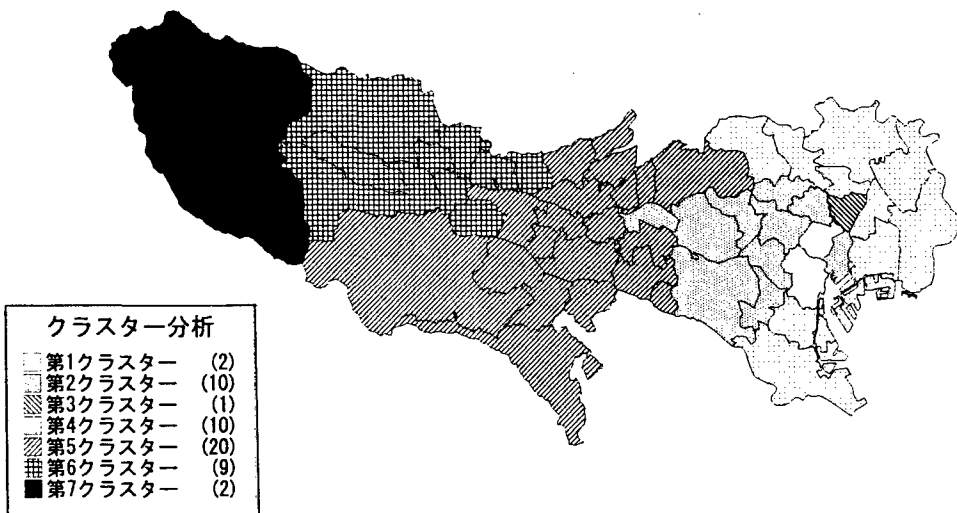 クラスター分析
第1クラスター (2)
第2クラスター (10)
第3クラスター (1)
第4クラスター (10)
第5クラスター (20)
第6クラスター (9)
第7クラスター (2)